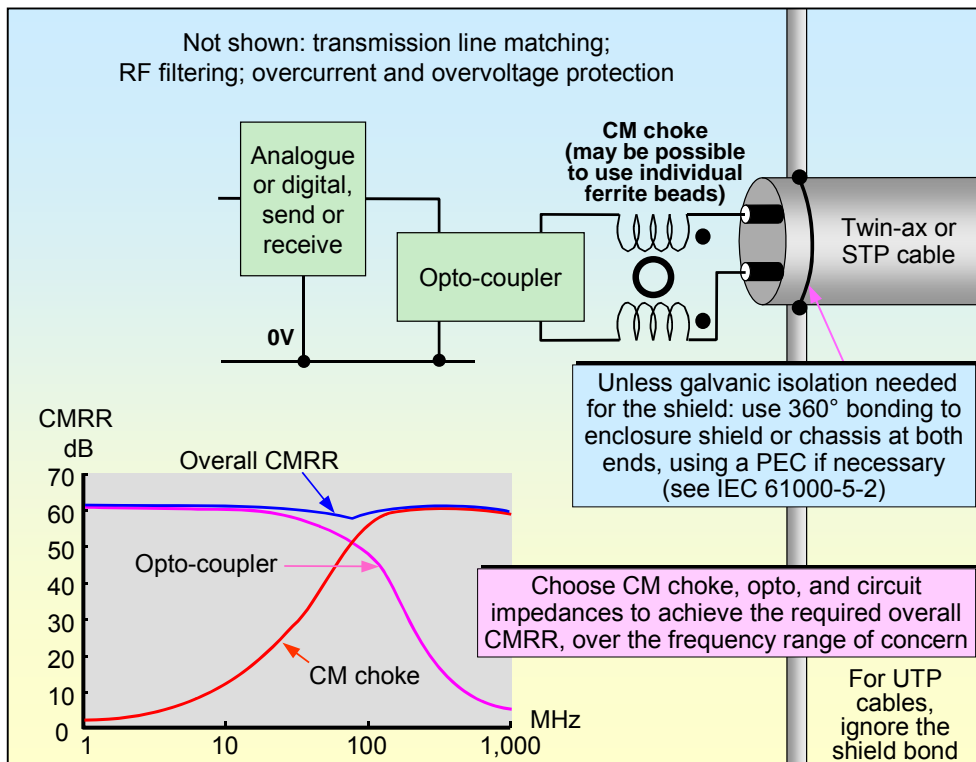 Not shown: transmission line matching;
RF filtering; overcurrent and overvoltage protection
Analogue
or digital,
send or
receive
CM choke
(may be possible
to use individual
ferrite beads)
Twin-ax or
STP cable
Opto-coupler
0V
Unless galvanic isolation needed
for the shield: use 360° bonding to
enclosure shield or chassis at both
ends, using a PEC if necessary
(see IEC 61000-5-2)
CMRR
dB
Overall CMRR
70
60
50
40
30
20
10
0
Opto-coupler
CM choke
1
10
100
1,000
MHz
Choose CM choke, opto, and circuit
impedances to achieve the required overall
CMRR, over the frequency range of concern
For UTP
cables,
ignore the
shield bond